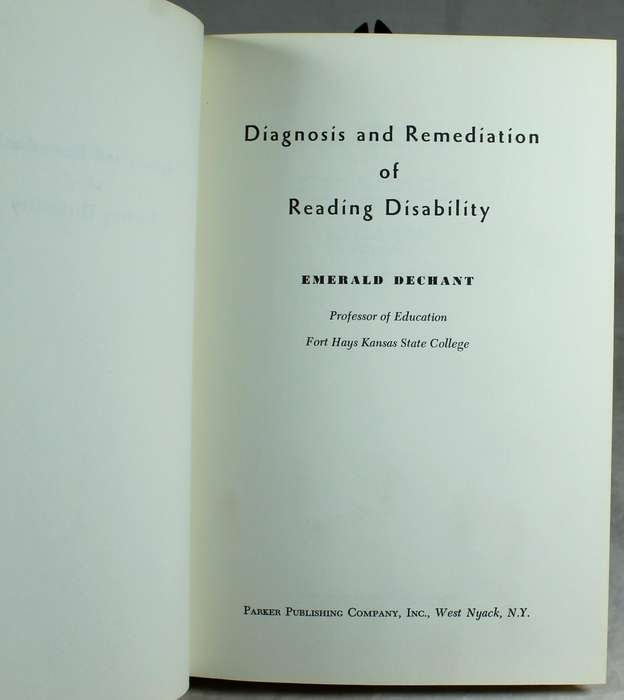 Diagnosis and Remediation
of
Reading Disability
EMERALD DECHANT
Professor of Education
Fort Hays Kansas State College
PARKER PUBLISHING COMPANY, INC., West Nyack, N.Y.